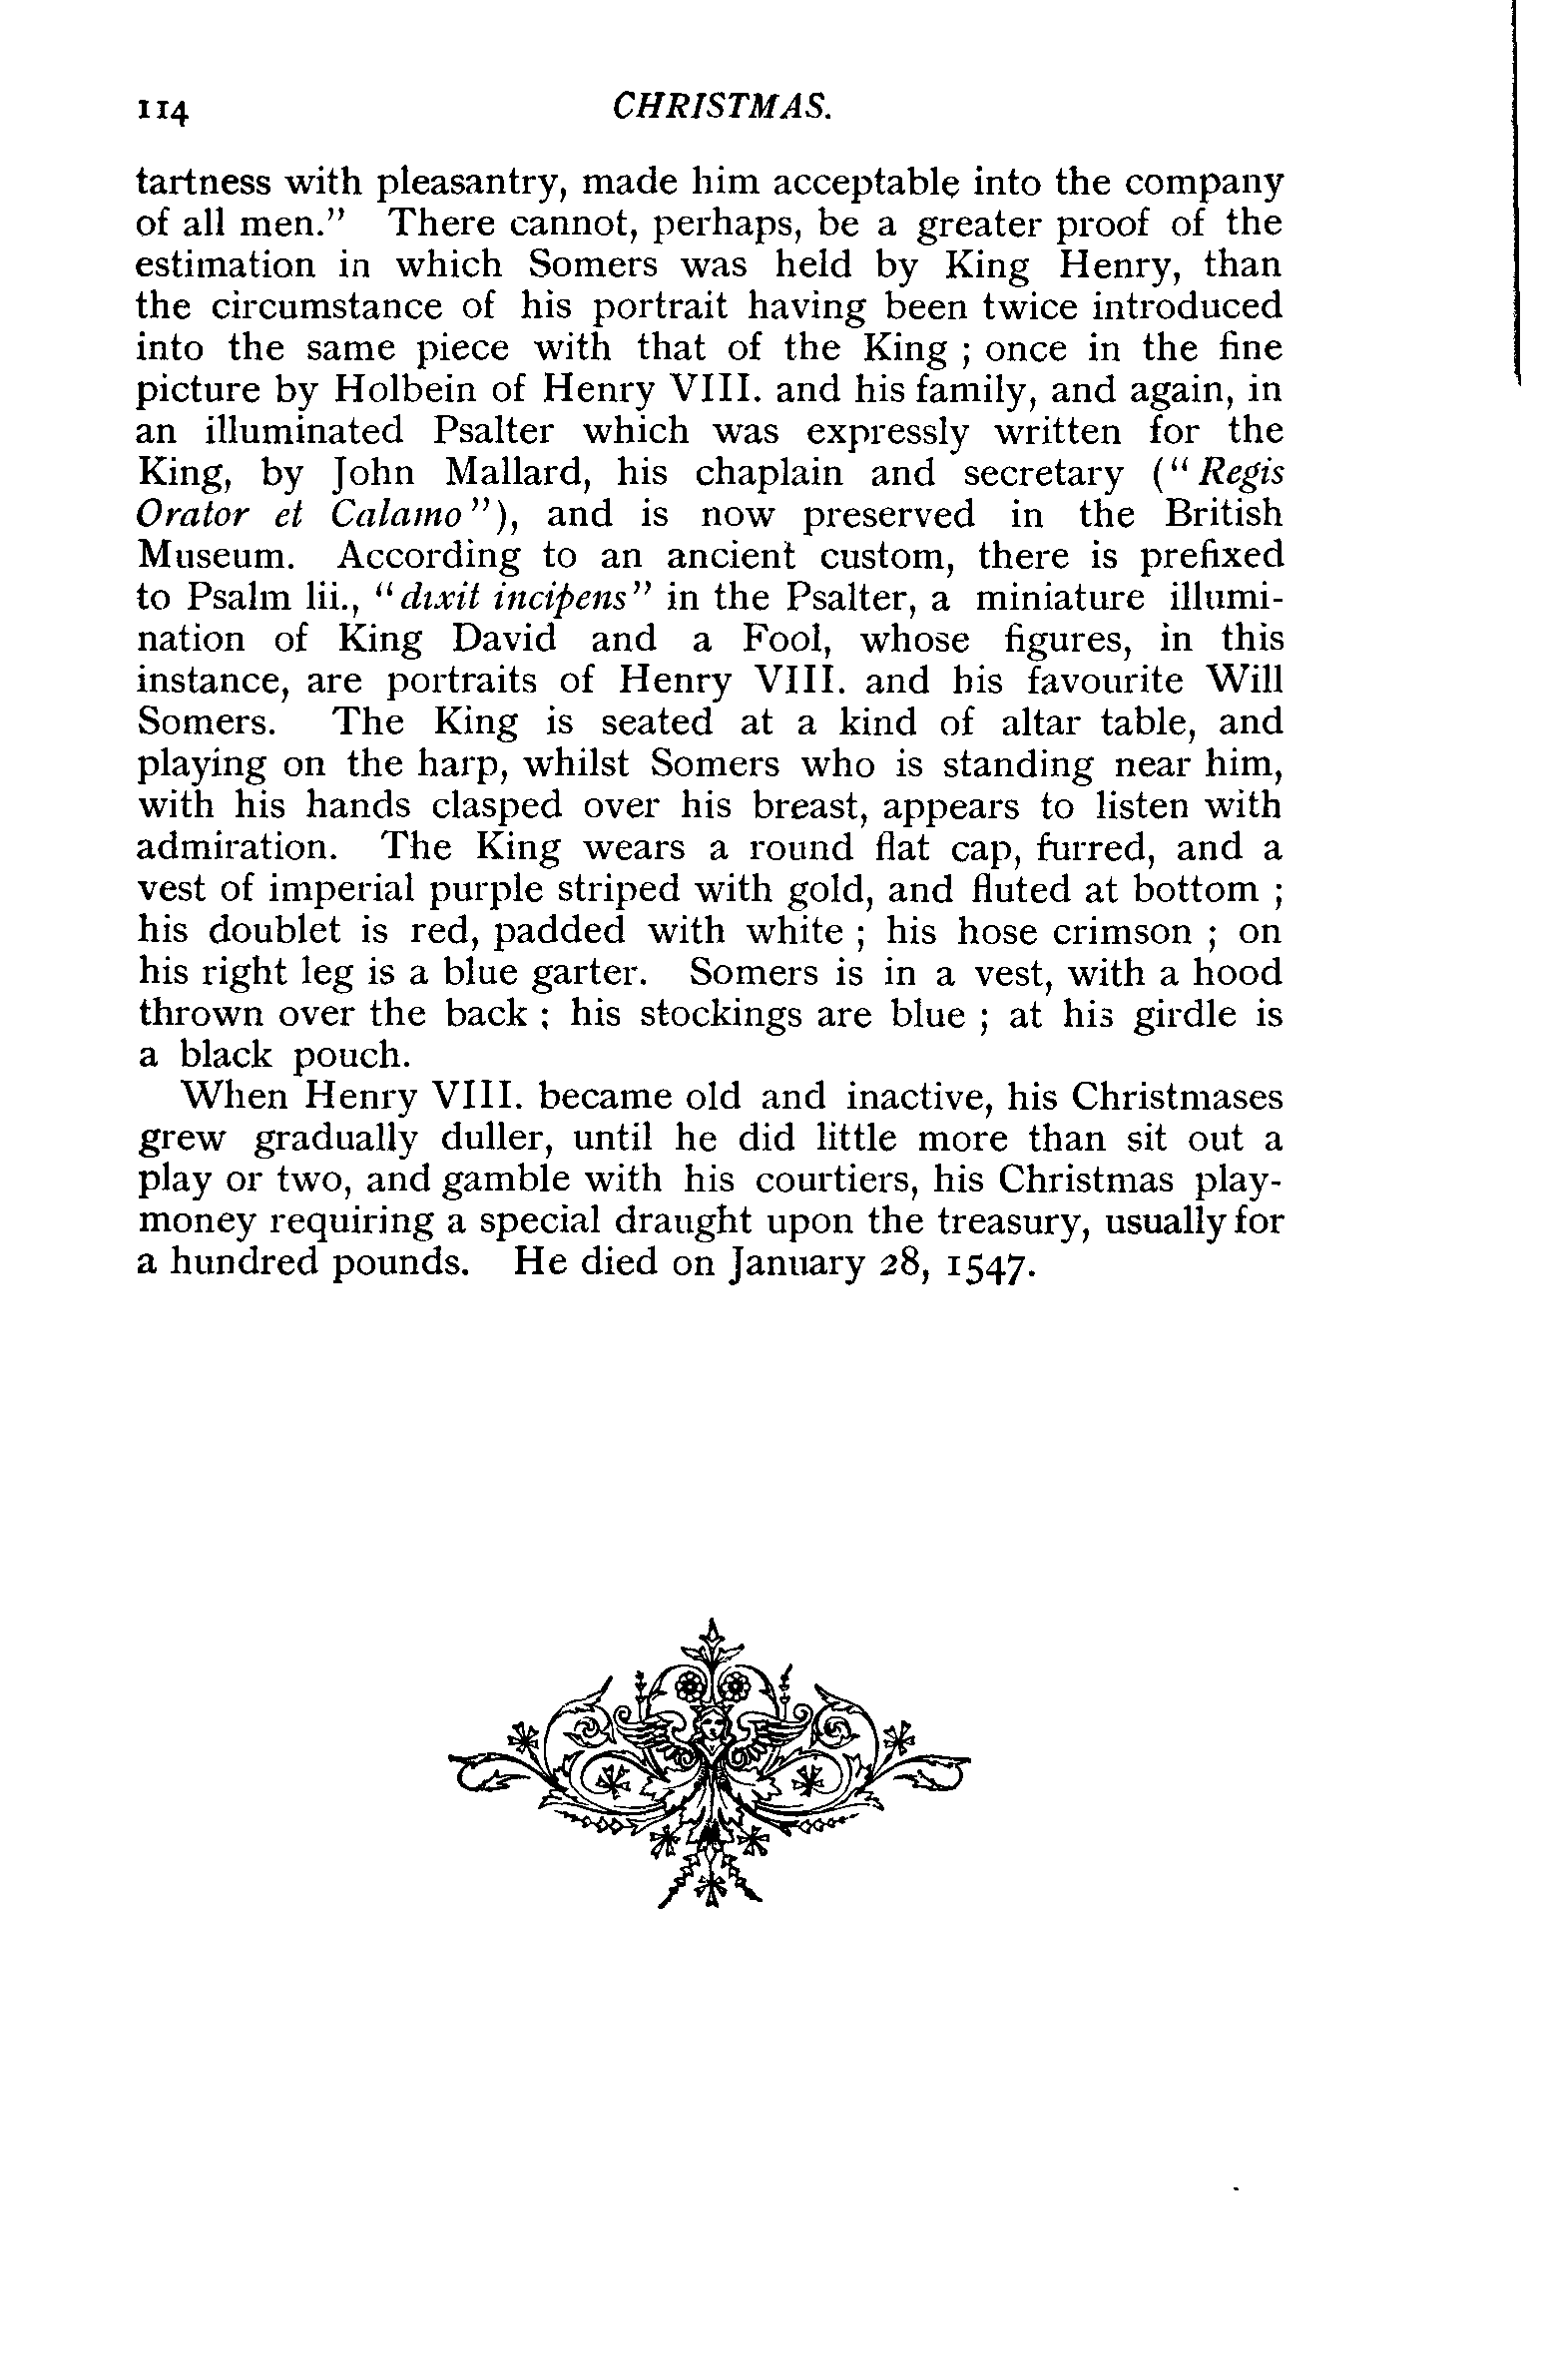 114 CHRISTMAS.
tartness with pleasantry, made him acceptable into the company
of all men.” There cannot, perhaps, be a greater proof of the
estimation in which Somers was held by King Henry, than
the circumstance of his portrait having been twice introduced
into the same piece with that of the King ; once in the fine
picture by Holbein of Henry VIII. and his family, and again, in
an illuminated Psalter which was expressly written for the
King, by John Mallard, his chaplain and secretary (“Regis
Orator et Calamo”), and is now preserved in the British
Museum. According to an ancient custom, there is prefixed
to Psalm lii., “dixit incipens” in the Psalter, a miniature illumi-
nation of King David and a Fool, whose figures, in this
instance, are portraits of Henry VIII. and his favourite Will
Somers. The King is seated at a kind of altar table, and
playing on the harp, whilst Somers who is standing near him,
with his hands clasped over his breast, appears to listen with
admiration. The King wears a round flat cap, furred, and a
vest of imperial purple striped with gold, and fluted at bottom ;
his doublet is red, padded with white ; his hose crimson ; on
his right leg is a blue garter. Somers is in a vest, with a hood
thrown over the back ; his stockings are blue ; at his girdle is
a black pouch.
When Henry VIII. became old and inactive, his Christmases
grew gradually duller, until he did little more than sit out a
play or two, and gamble with his courtiers, his Christmas play-
money requiring a special draught upon the treasury, usually for
a hundred pounds. He died on January 28, 1547.